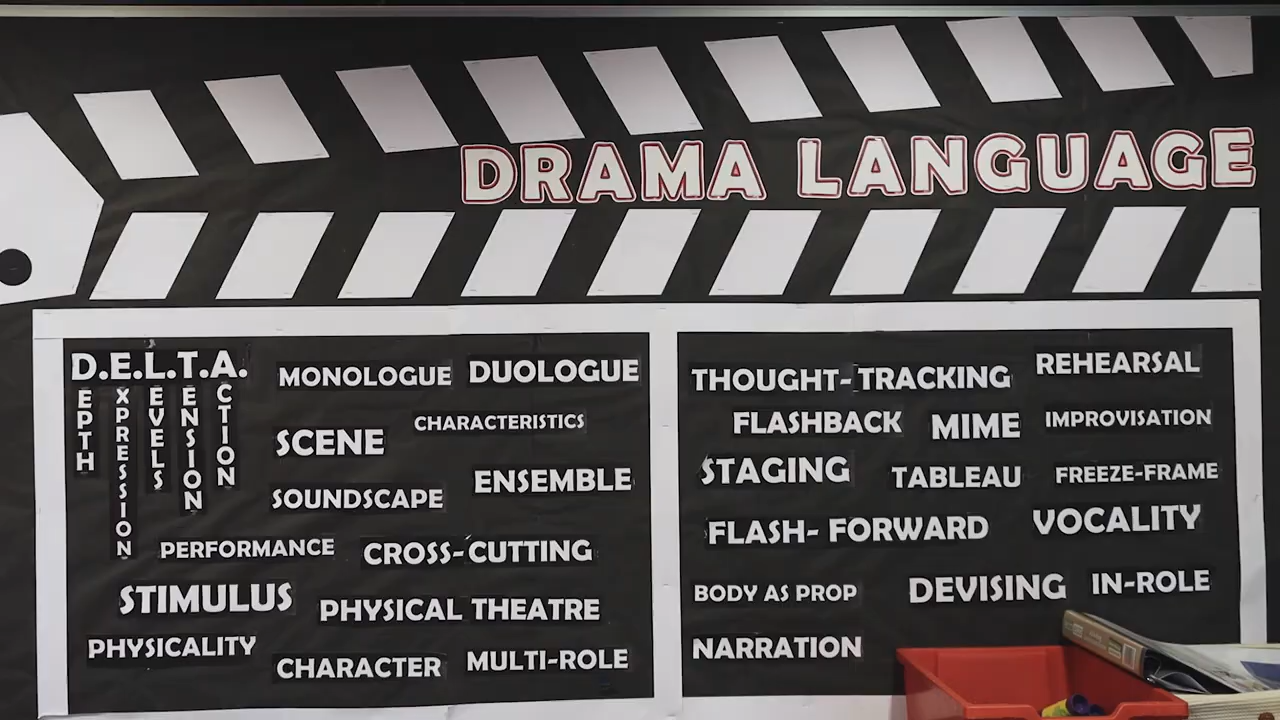 DRAMA LANGUAGE
D.E.L.T.A.
EPTH
XPRESSION
EVELS
ENSION
CTION
MONOLOGUE
DUOLOGUE
CHARACTERISTICS
SCENE
ENSEMBLE
SOUNDSCAPE
PERFORMANCE
CROSS-CUTTING
STIMULUS
PHYSICAL THEATRE
PHYSICALITY
CHARACTER
MULTI-ROLE
THOUGHT-TRACKING
REHEARSAL
FLASHBACK
MIME
IMPROVISATION
STAGING
TABLEAU
FREEZE-FRAME
FLASH- FORWARD
VOCALITY
BODY AS PROP
DEVISING
IN-ROLE
NARRATION